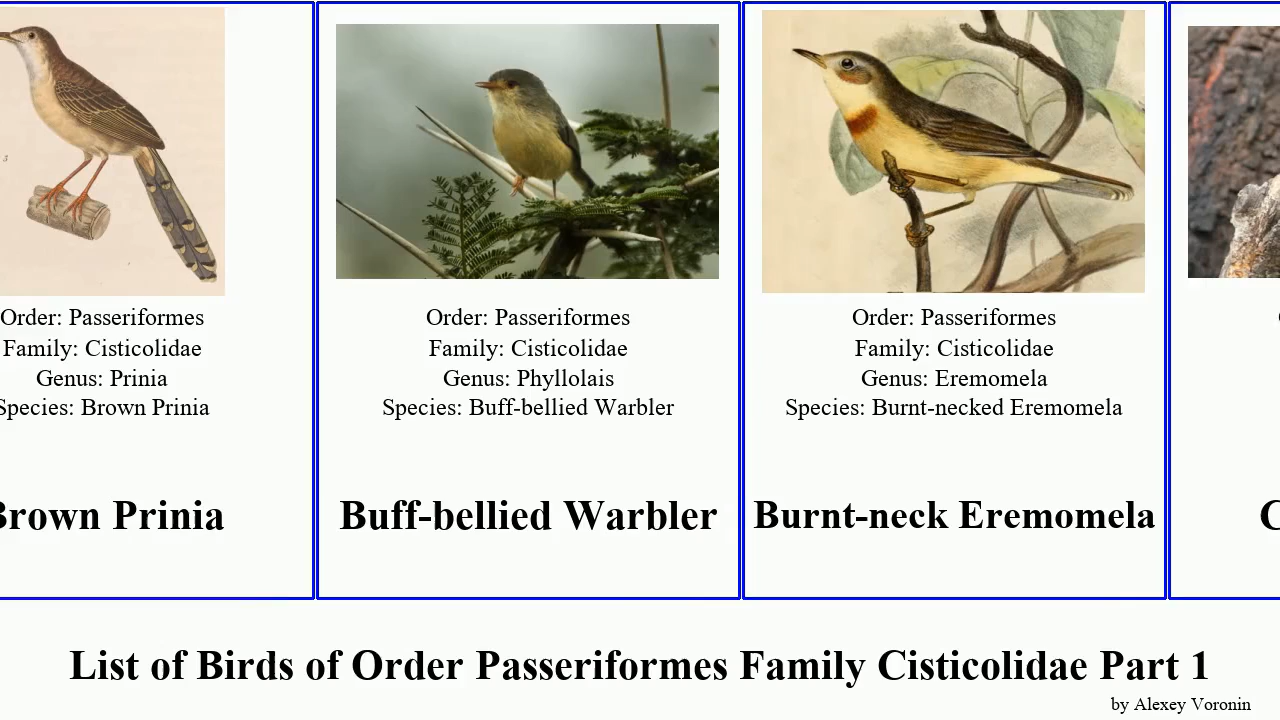 Order: Passeriformes
Family: Cisticolidae
Genus: Prinia
Species: Brown Prinia
Brown Prinia
Order: Passeriformes
Family: Cisticolidae
Genus: Phyllolais
Species: Buff-bellied Warbler
Buff-bellied Warbler
Order: Passeriformes
Family: Cisticolidae
Genus: Eremomela
Species: Burnt-necked Eremomela
Burnt-neck Eremomela
List of Birds of Order Passeriformes Family Cisticolidae Part 1
by Alexey Voronin